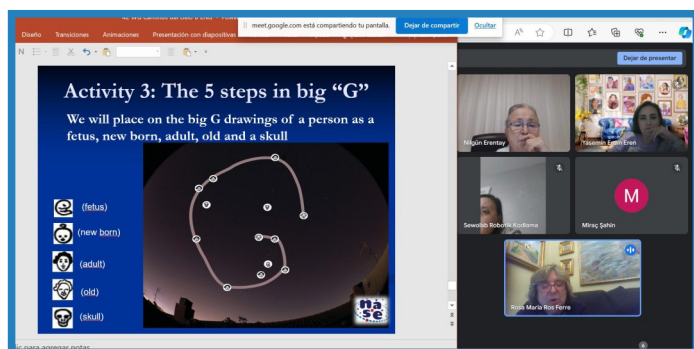 meet.google.com está compartiendo tu pantalla. Dejar de compartir Ocultar
Diseño Transiciones Animaciones Presentación con diapositivas
N
Dejar de presentar
Activity 3: The 5 steps in big “G”
We will place on the big G drawings of a person as a
fetus, new born, adult, old and a skull
(fetus)
(new born)
(adult)
(old)
(skull)
nase
Nilgün Erentay
Yasemin Erdin Eren
Sewolab Robotik Kodlama
M
Miraç Şahin
Rosa Maria Ros Ferre